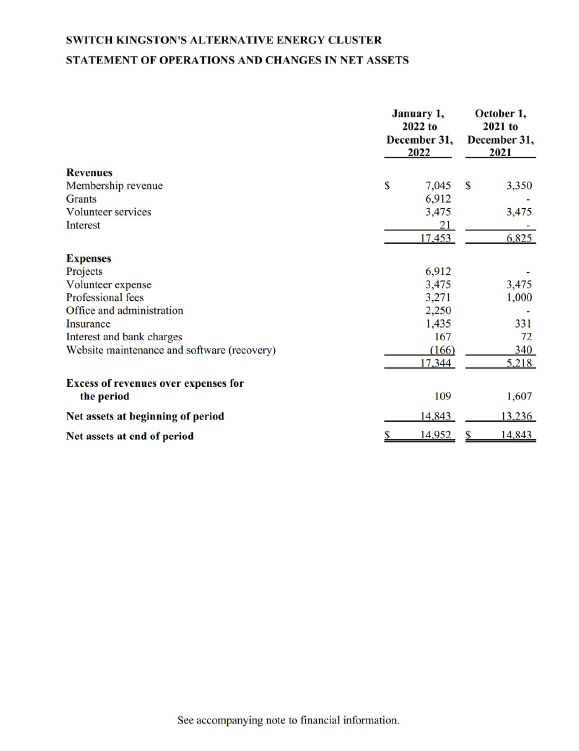 SWITCH KINGSTON'S ALTERNATIVE ENERGY CLUSTER
STATEMENT OF OPERATIONS AND CHANGES IN NET ASSETS
January 1, October 1,
2022 to 2021 to
December 31, December 31,
2022 2021
Revenues
Membership revenue $ 7,045 $ 3,350
Grants 6,912 -
Volunteer services 3,475 3,475
Interest 21 -
17,453 6,825
Expenses
Projects 6,912 -
Volunteer expense 3,475 3,475
Professional fees 3,271 1,000
Office and administration 2,250 -
Insurance 1,435 331
Interest and bank charges 167 72
Website maintenance and software (recovery) (166) 340
17,344 5,218
Excess of revenues over expenses for
the period 109 1,607
Net assets at beginning of period 14,843 13,236
Net assets at end of period $ 14,952 $ 14,843
See accompanying note to financial information.